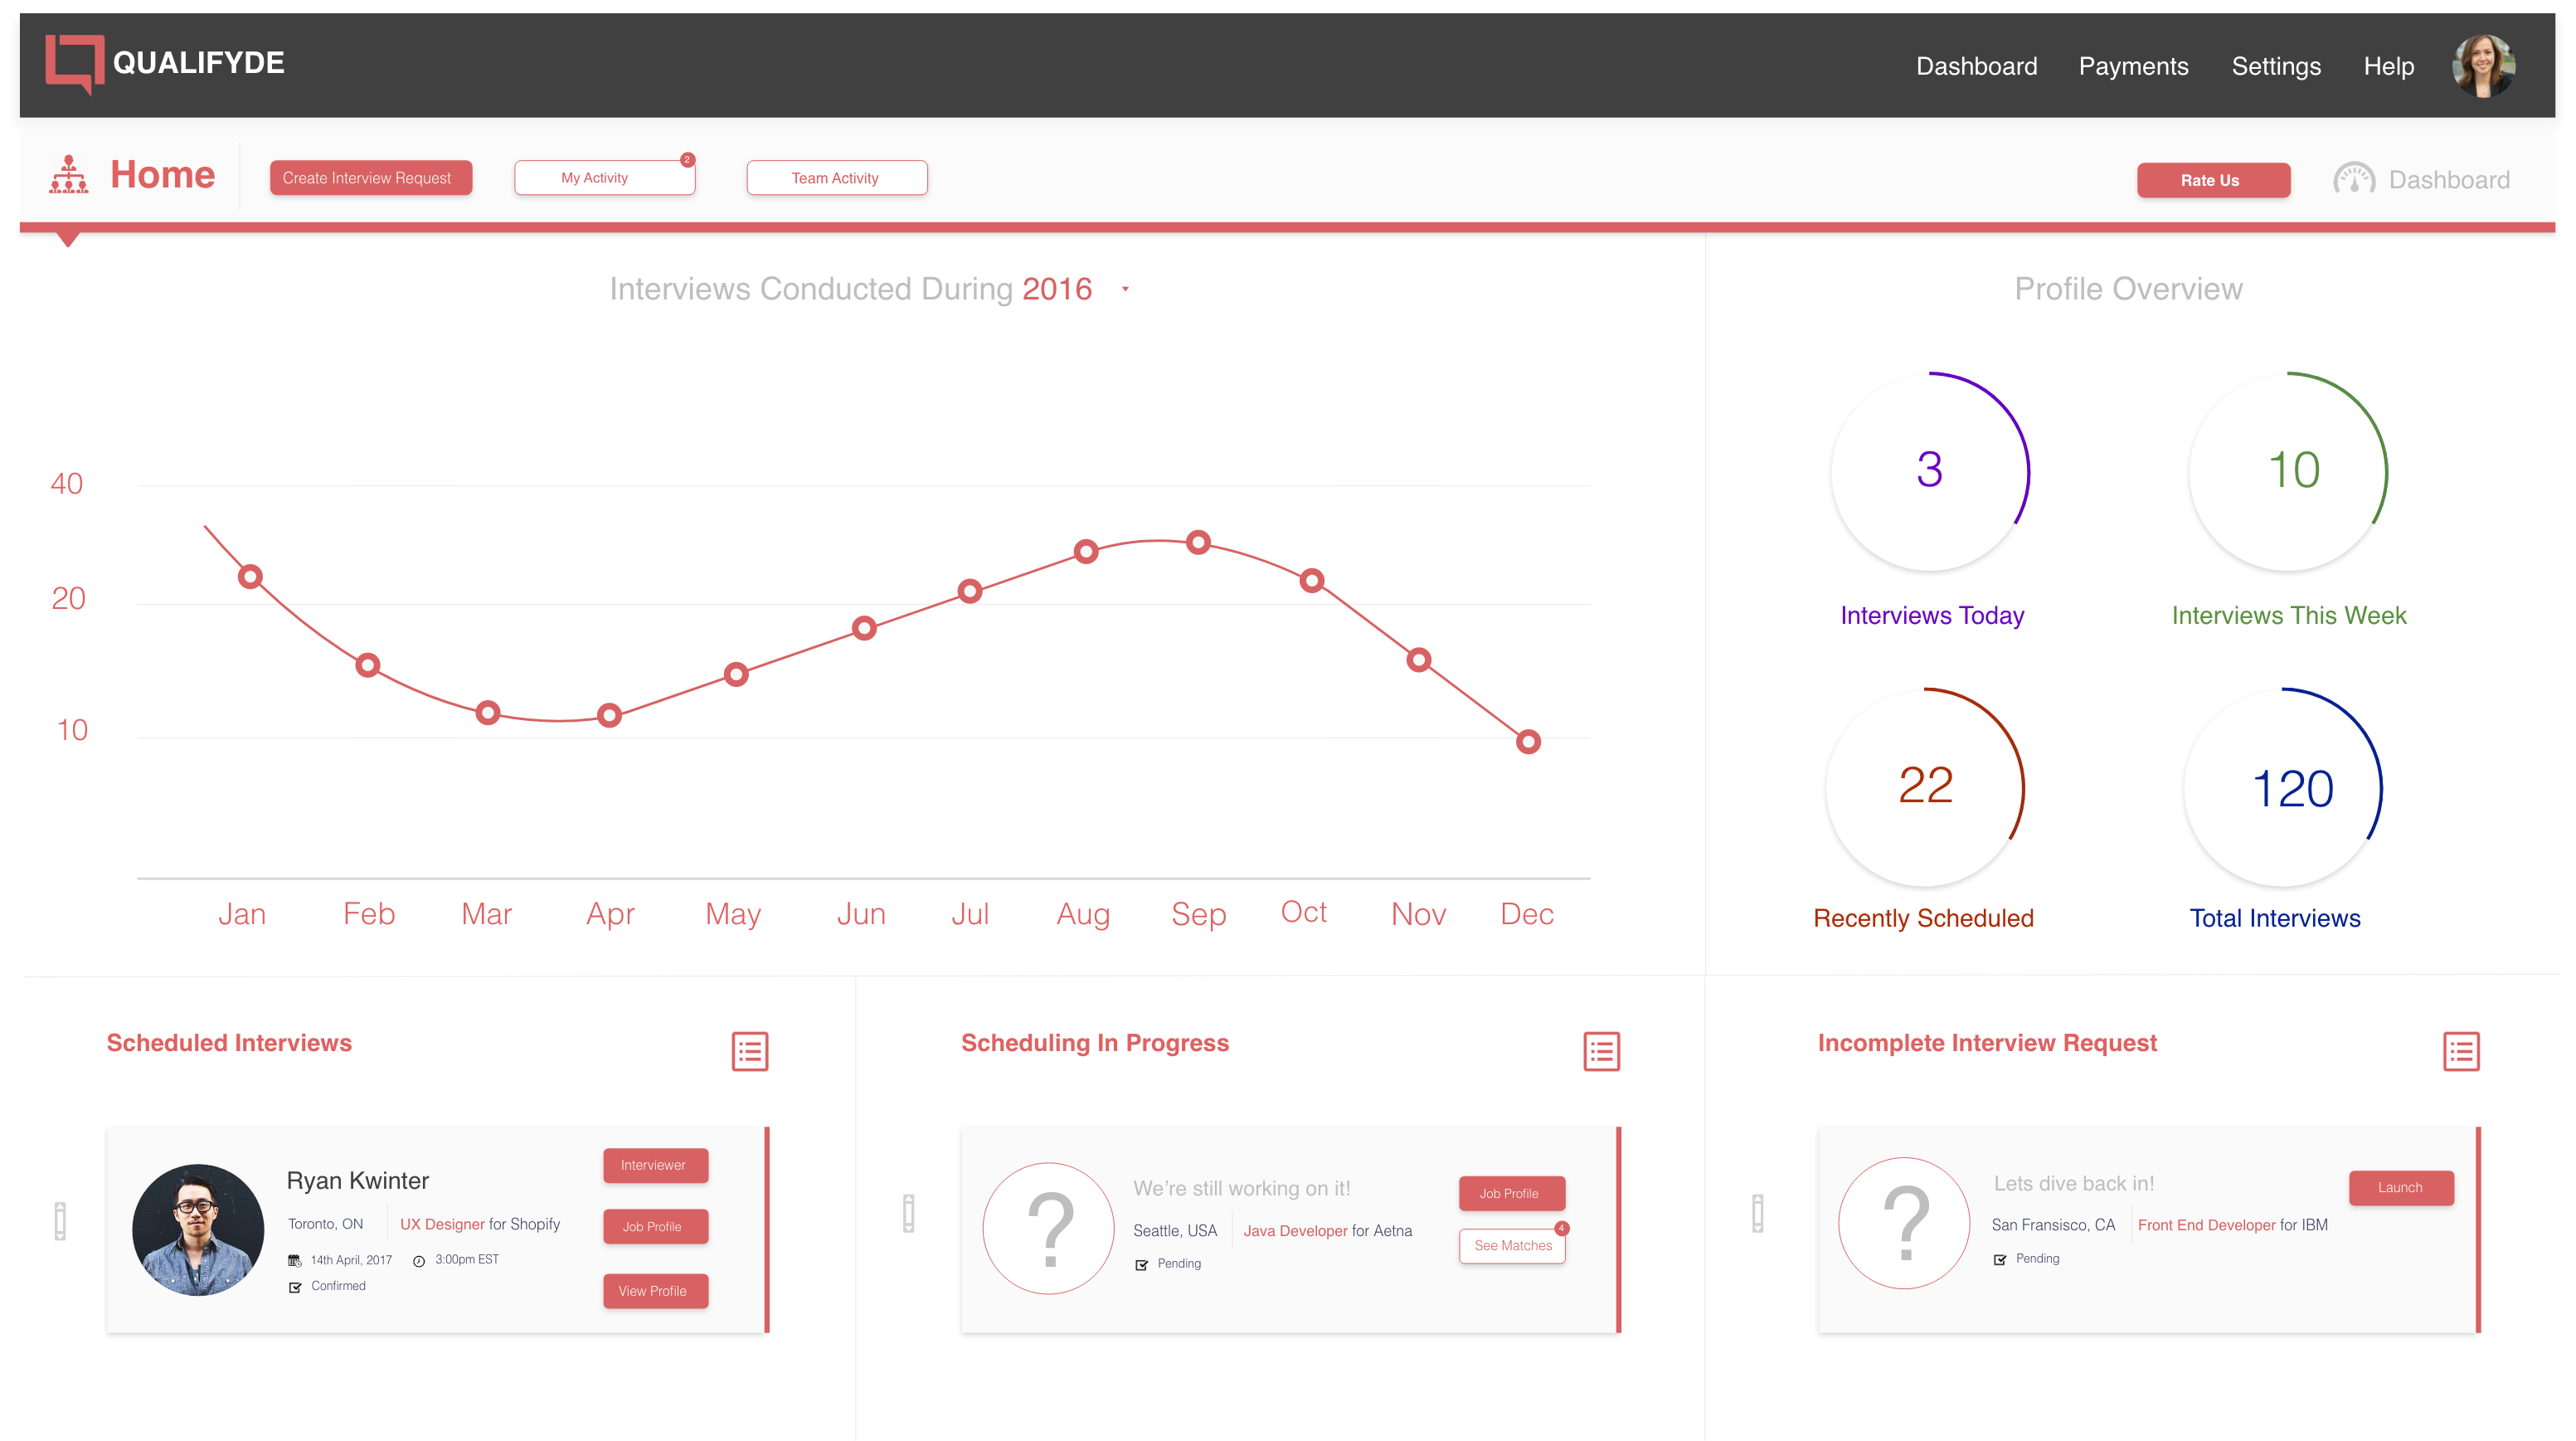 QUALIFYDE
Dashboard Payments Settings Help
Home
Create Interview Request
My Activity
2
Team Activity
Rate Us
Dashboard
Interviews Conducted During 2016
40
20
10
Jan Feb Mar Apr May Jun Jul Aug Sep Oct Nov Dec
Profile Overview
3
Interviews Today
10
Interviews This Week
22
Recently Scheduled
120
Total Interviews
Scheduled Interviews
Ryan Kwinter
Toronto, ON
UX Designer for Shopify
14th April, 2017
3:00pm EST
Confirmed
Interviewer
Job Profile
View Profile
Scheduling In Progress
?
We’re still working on it!
Seattle, USA
Java Developer for Aetna
Pending
Job Profile
See Matches
4
Incomplete Interview Request
?
Lets dive back in!
San Fransisco, CA
Front End Developer for IBM
Pending
Launch